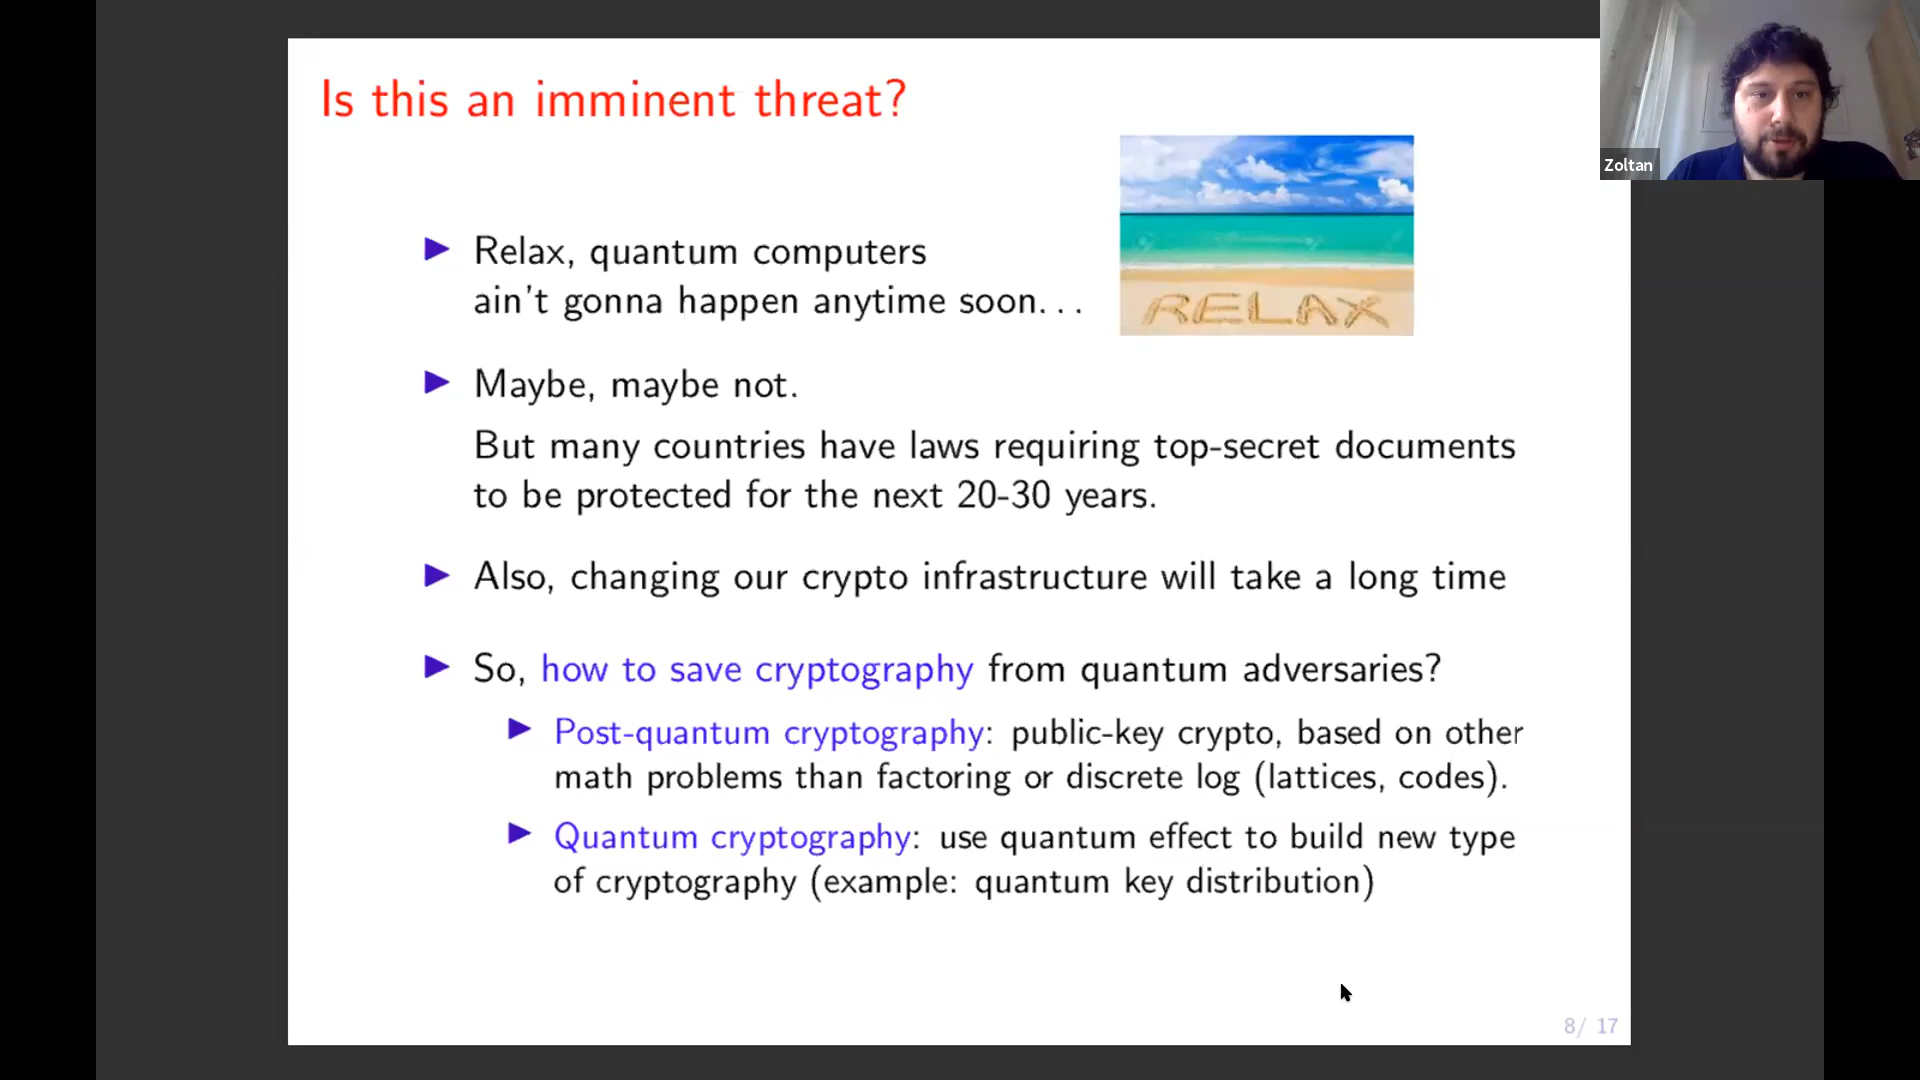 Is this an imminent threat?
RELAX
Relax, quantum computers
ain't gonna happen anytime soon...
Maybe, maybe not.
But many countries have laws requiring top-secret documents
to be protected for the next 20-30 years.
Also, changing our crypto infrastructure will take a long time
So, how to save cryptography from quantum adversaries?
Post-quantum cryptography: public-key crypto, based on other
math problems than factoring or discrete log (lattices, codes).
Quantum cryptography: use quantum effect to build new type
of cryptography (example: quantum key distribution)
8/ 17
Zoltan